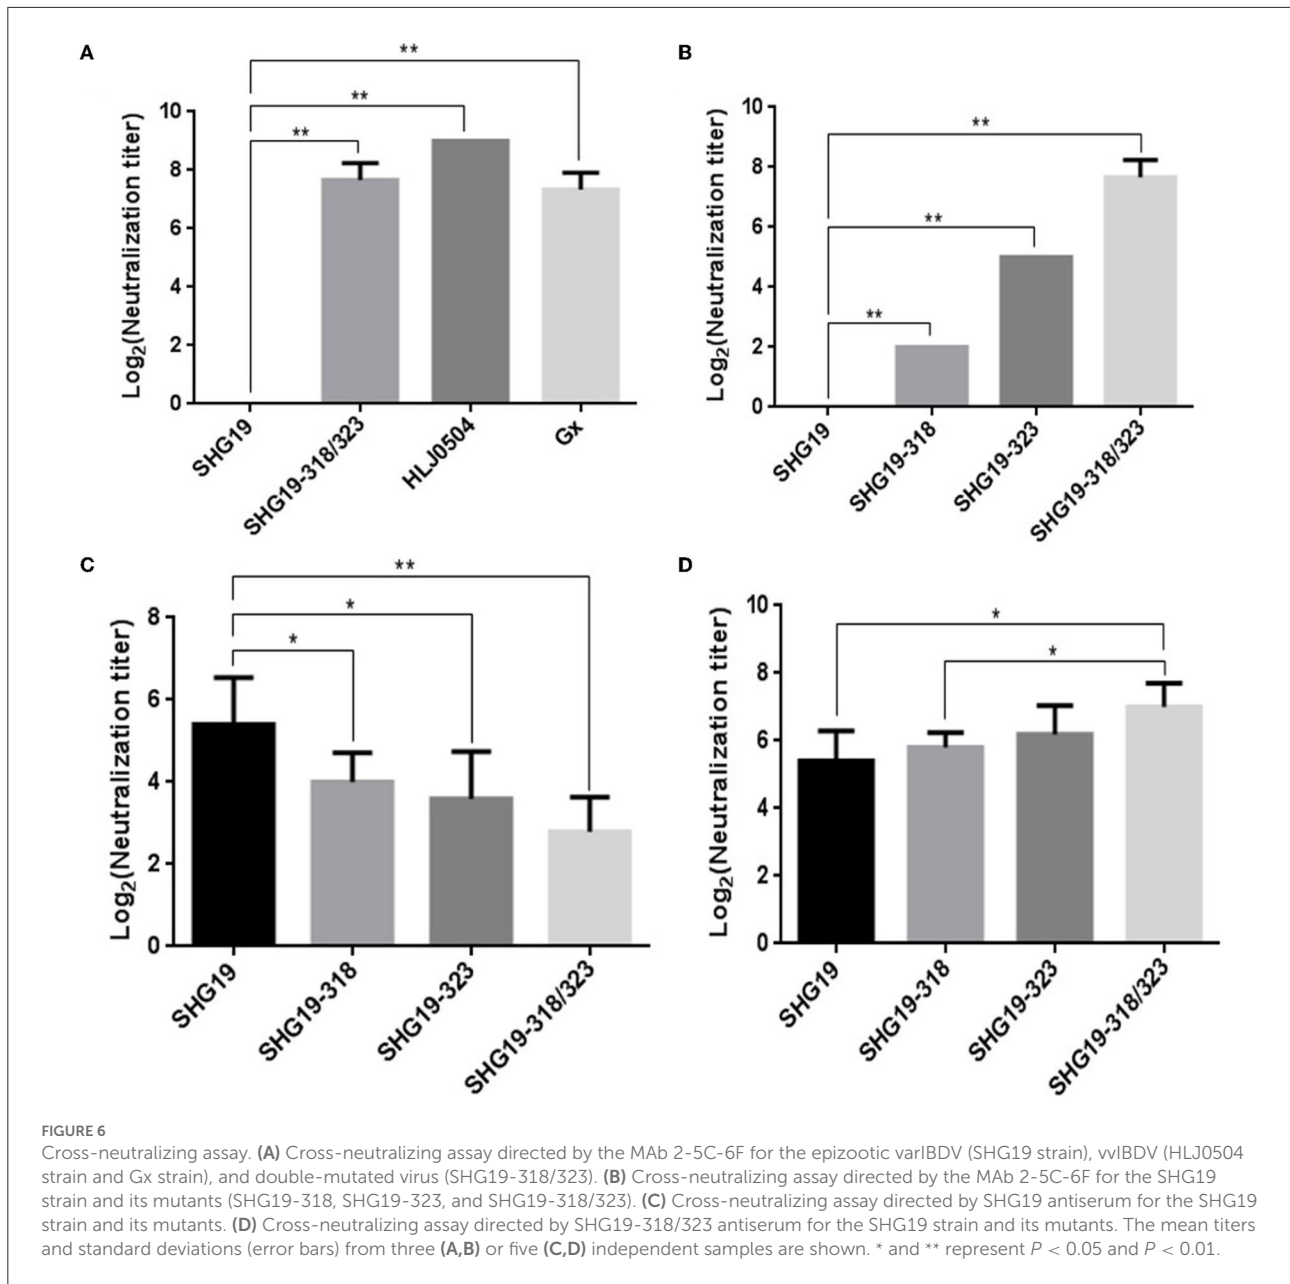 A
**
**
**
10
8
6
4
2
0
Log2(Neutralization titer)
SHG19
SHG19-318/323
HLJ0504
Gx
B
**
**
**
10
8
6
4
2
0
Log2(Neutralization titer)
SHG19
SHG19-318
SHG19-323
SHG19-318/323
C
**
*
*
8
6
4
2
0
Log2(Neutralization titer)
SHG19
SHG19-318
SHG19-323
SHG19-318/323
D
*
*
10
8
6
4
2
0
Log2(Neutralization titer)
SHG19
SHG19-318
SHG19-323
SHG19-318/323
FIGURE 6
Cross-neutralizing assay. (A) Cross-neutralizing assay directed by the MAb 2-5C-6F for the epizootic varIBDV (SHG19 strain), vvIBDV (HLJ0504
strain and Gx strain), and double-mutated virus (SHG19-318/323). (B) Cross-neutralizing assay directed by the MAb 2-5C-6F for the SHG19
strain and its mutants (SHG19-318, SHG19-323, and SHG19-318/323). (C) Cross-neutralizing assay directed by SHG19 antiserum for the SHG19
strain and its mutants. (D) Cross-neutralizing assay directed by SHG19-318/323 antiserum for the SHG19 strain and its mutants. The mean titers
and standard deviations (error bars) from three (A,B) or five (C,D) independent samples are shown. * and ** represent P < 0.05 and P < 0.01.